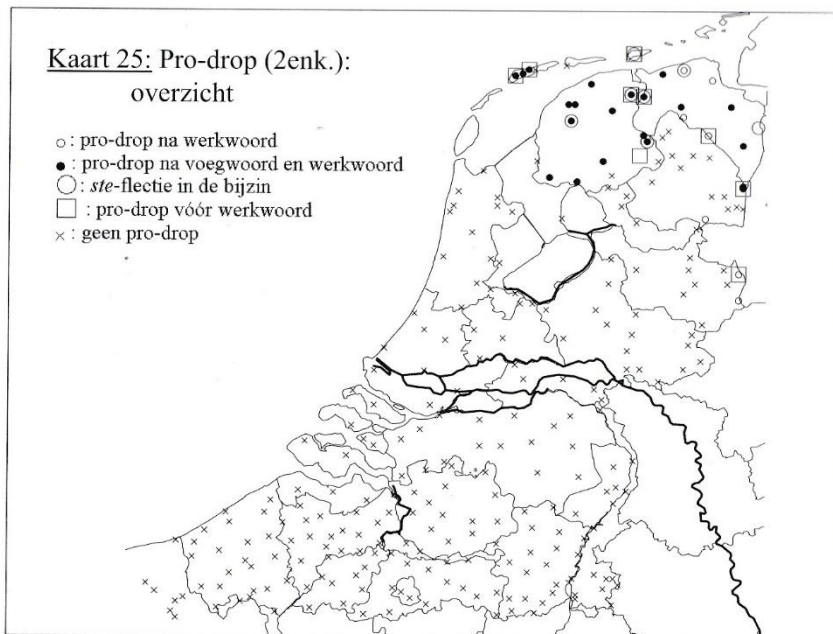 Kaart 25: Pro-drop (2enk.):
overzicht
○ : pro-drop na werkwoord
● : pro-drop na voegwoord en werkwoord
◯ : ste-flectie in de bijzin
□ : pro-drop vóór werkwoord
× : geen pro-drop